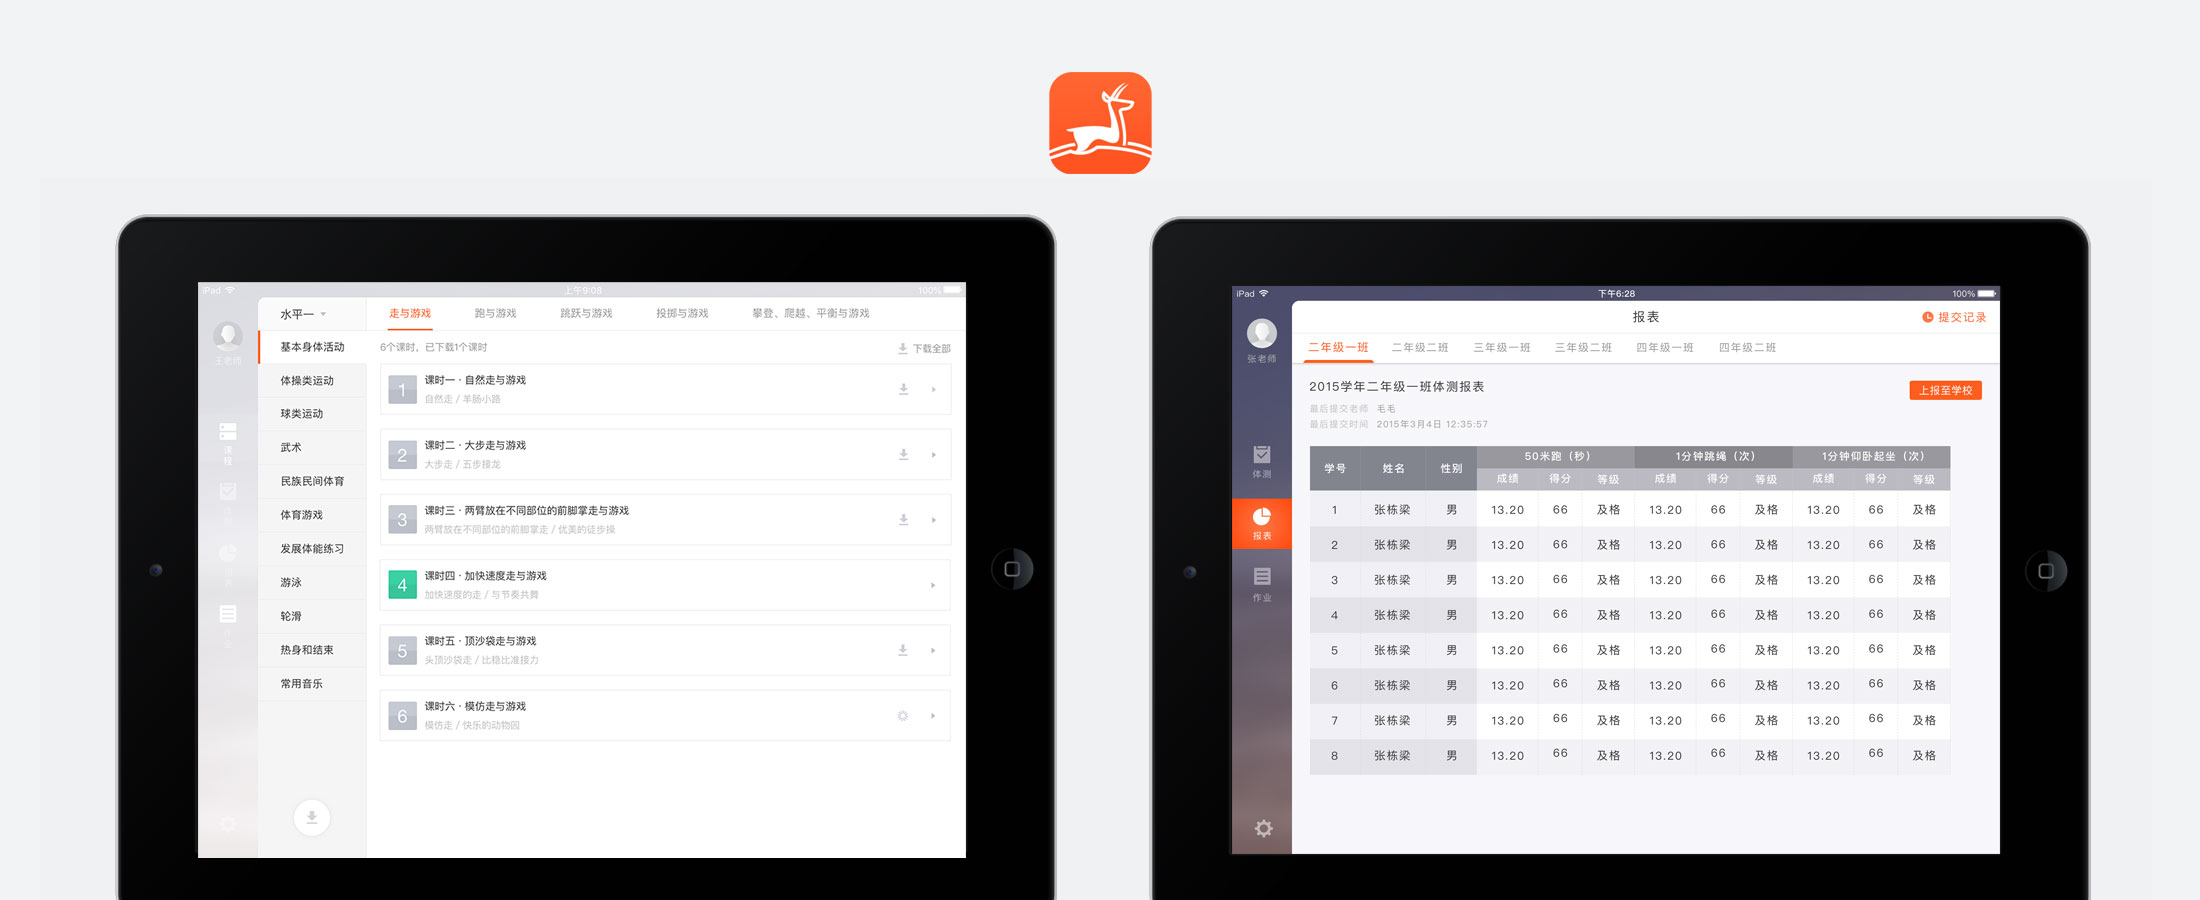 iPad 上午9:08 100%
王老师
课程
作业
水平一
基本身体活动
体操类运动
球类运动
武术
民族民间体育
体育游戏
发展体能练习
游泳
轮滑
热身和结束
常用音乐
走与游戏 跑与游戏 跳跃与游戏 投掷与游戏 攀登、爬越、平衡与游戏
6个课时，已下载1个课时 下载全部
1 课时一 · 自然走与游戏
自然走 / 羊肠小路
2 课时二 · 大步走与游戏
大步走 / 五步接龙
3 课时三 · 两臂放在不同部位的前脚掌走与游戏
两臂放在不同部位的前脚掌走 / 优美的徒步操
4 课时四 · 加快速度走与游戏
加快速度的走 / 与节奏共舞
5 课时五 · 顶沙袋走与游戏
头顶沙袋走 / 比稳比准接力
6 课时六 · 模仿走与游戏
模仿走 / 快乐的动物园
iPad 下午6:28 100%
张老师
体测
报表
作业
报表 提交记录
二年级一班 二年级二班 三年级一班 三年级二班 四年级一班 四年级二班
2015学年二年级一班体测报表 上报至学校
最后提交老师 毛毛
最后提交时间 2015年3月4日 12:35:57
学号 姓名 性别 50米跑（秒） 1分钟跳绳（次） 1分钟仰卧起坐（次）
成绩 得分 等级 成绩 得分 等级 成绩 得分 等级
1 张栋梁 男 13.20 66 及格 13.20 66 及格 13.20 66 及格
2 张栋梁 男 13.20 66 及格 13.20 66 及格 13.20 66 及格
3 张栋梁 男 13.20 66 及格 13.20 66 及格 13.20 66 及格
4 张栋梁 男 13.20 66 及格 13.20 66 及格 13.20 66 及格
5 张栋梁 男 13.20 66 及格 13.20 66 及格 13.20 66 及格
6 张栋梁 男 13.20 66 及格 13.20 66 及格 13.20 66 及格
7 张栋梁 男 13.20 66 及格 13.20 66 及格 13.20 66 及格
8 张栋梁 男 13.20 66 及格 13.20 66 及格 13.20 66 及格